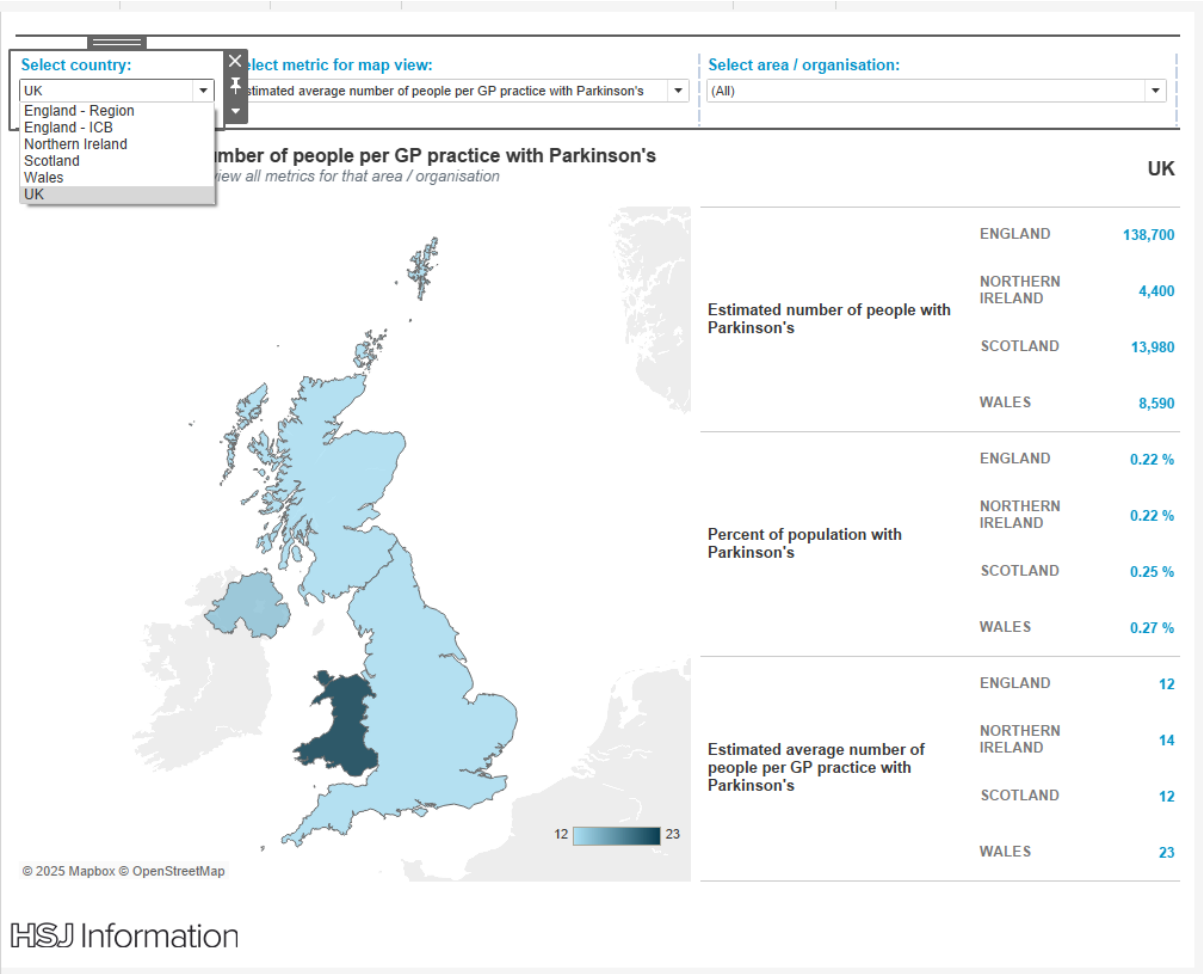 Select country:
elect metric for map view:
Select area / organisation:
UK
stimated average number of people per GP practice with Parkinson's
(All)
England - Region
England - ICB
Northern Ireland
Scotland
Wales
UK
mber of people per GP practice with Parkinson's
view all metrics for that area / organisation
UK
Estimated number of people with
Parkinson's
ENGLAND 138,700
NORTHERN
IRELAND 4,400
SCOTLAND 13,980
WALES 8,590
Percent of population with
Parkinson's
ENGLAND 0.22 %
NORTHERN
IRELAND 0.22 %
SCOTLAND 0.25 %
WALES 0.27 %
Estimated average number of
people per GP practice with
Parkinson's
ENGLAND 12
NORTHERN
IRELAND 14
SCOTLAND 12
WALES 23
12 23
© 2025 Mapbox © OpenStreetMap
HSJ Information